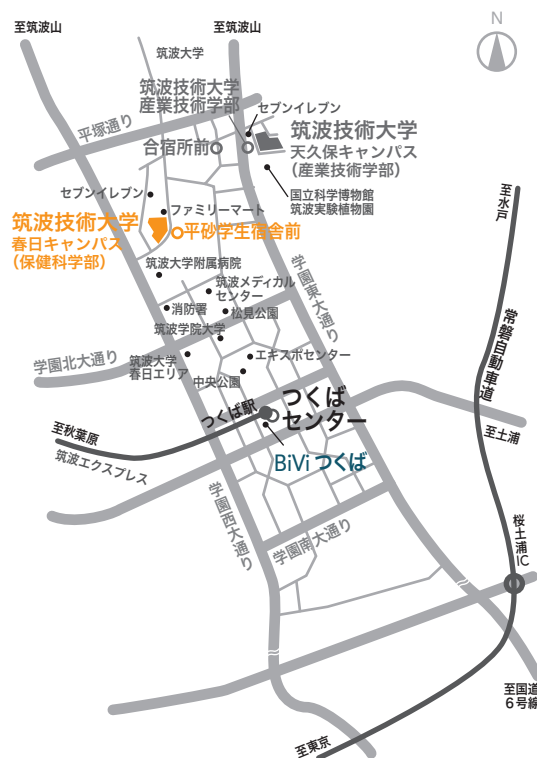 至筑波山
至筑波山
N
筑波大学
筑波技術大学
産業技術学部
セブンイレブン
平塚通り
合宿所前
筑波技術大学
天久保キャンパス
（産業技術学部）
セブンイレブン
国立科学博物館
筑波実験植物園
至水戸
筑波技術大学
春日キャンパス
（保健科学部）
ファミリーマート
平砂学生宿舎前
筑波大学附属病院
学園東大通り
筑波メディカル
センター
消防署
松見公園
常磐自動車道
筑波学院大学
学園北大通り
筑波大学
春日エリア
エキスポセンター
中央公園
つくば駅
つくば
センター
至秋葉原
至土浦
筑波エクスプレス
BiVi つくば
学園西大通り
学園南大通り
桜土浦IC
至国道
6号線
至東京